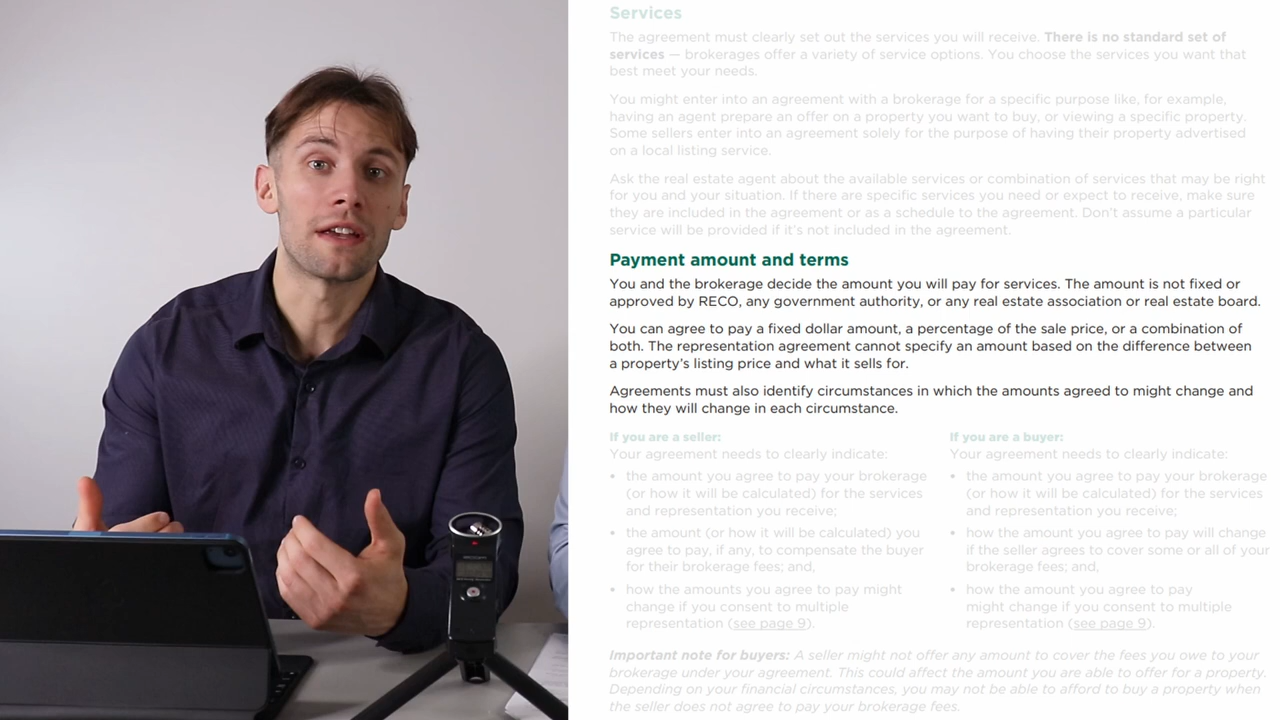 Services
The agreement must clearly set out the services you will receive. There is no standard set of
services — brokerages offer a variety of service options. You choose the services you want that
best meet your needs.
You might enter into an agreement with a brokerage for a specific purpose like, for example,
having an agent prepare an offer on a property you want to buy, or viewing a specific property.
Some sellers enter into an agreement solely for the purpose of having their property advertised
on a local listing service.
Ask the real estate agent about the available services or combination of services that may be right
for you and your situation. If there are specific services you need or expect to receive, make sure
they are included in the agreement or as a schedule to the agreement. Don't assume a particular
service will be provided if it's not included in the agreement.
Payment amount and terms
You and the brokerage decide the amount you will pay for services. The amount is not fixed or
approved by RECO, any government authority, or any real estate association or real estate board.
You can agree to pay a fixed dollar amount, a percentage of the sale price, or a combination of
both. The representation agreement cannot specify an amount based on the difference between
a property's listing price and what it sells for.
Agreements must also identify circumstances in which the amounts agreed to might change and
how they will change in each circumstance.
If you are a seller:
Your agreement needs to clearly indicate:
• the amount you agree to pay your brokerage
(or how it will be calculated) for the services
and representation you receive;
• the amount (or how it will be calculated) you
agree to pay, if any, to compensate the buyer
for their brokerage fees; and,
• how the amounts you agree to pay might
change if you consent to multiple
representation (see page 9).
If you are a buyer:
Your agreement needs to clearly indicate:
• the amount you agree to pay your brokerage
(or how it will be calculated) for the services
and representation you receive;
• how the amount you agree to pay will change
if the seller agrees to cover some or all of your
brokerage fees; and,
• how the amount you agree to pay
might change if you consent to multiple
representation (see page 9).
Important note for buyers: A seller might not offer any amount to cover the fees you owe to your
brokerage under your agreement. This could affect the amount you are able to offer for a property.
Depending on your financial circumstances, you may not be able to afford to buy a property when
the seller does not agree to pay your brokerage fees.